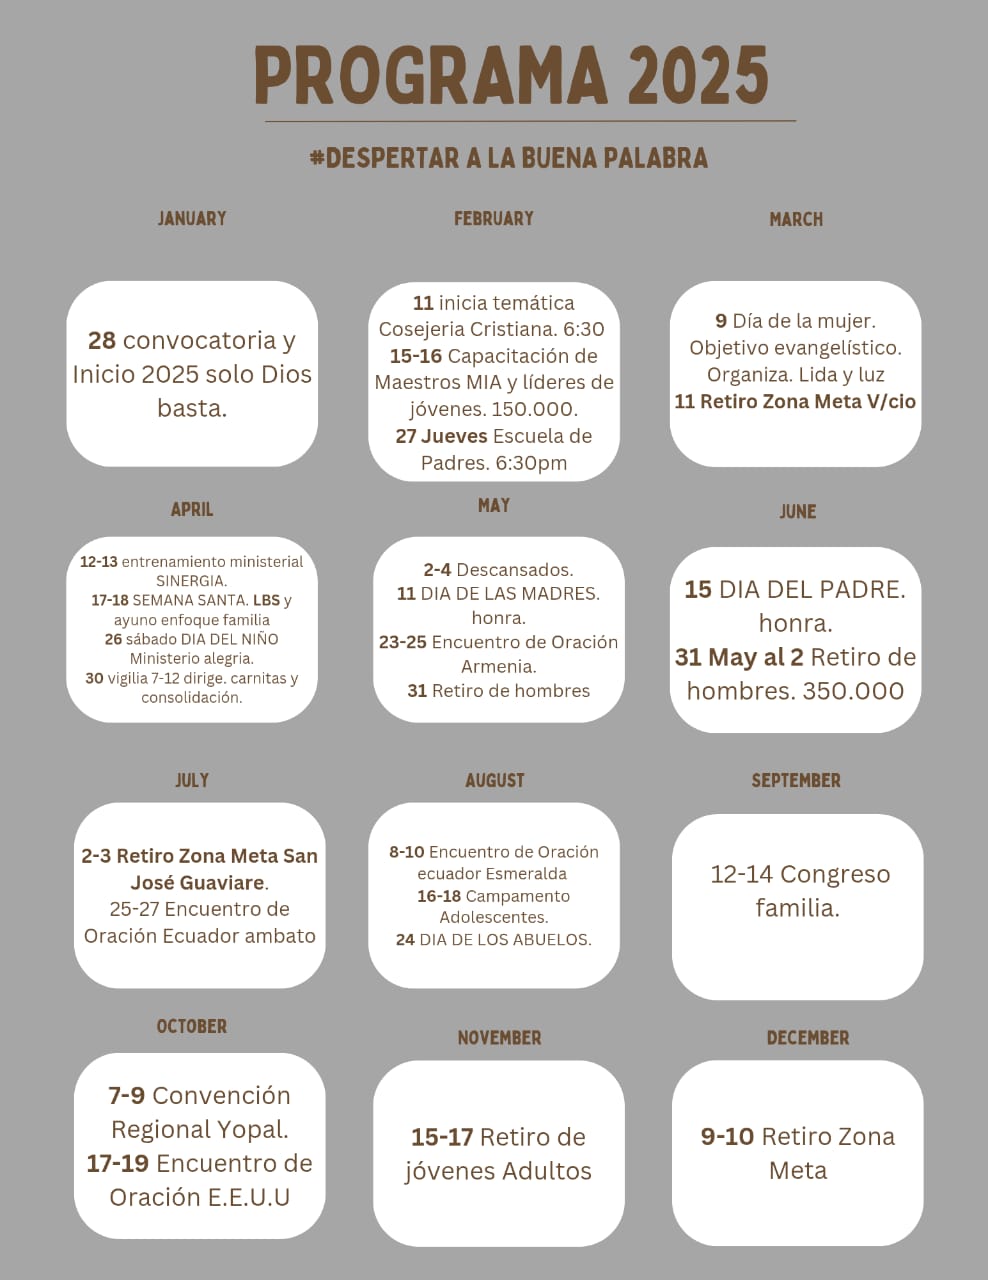 PROGRAMA 2025
#DESPERTAR A LA BUENA PALABRA
JANUARY
28 convocatoria y
Inicio 2025 solo Dios
basta.
FEBRUARY
11 inicia temática
Cosejeria Cristiana. 6:30
15-16 Capacitación de
Maestros MIA y líderes de
jóvenes. 150.000.
27 Jueves Escuela de
Padres. 6:30pm
MARCH
9 Día de la mujer.
Objetivo evangelístico.
Organiza. Lida y luz
11 Retiro Zona Meta V/cio
APRIL
12-13 entrenamiento ministerial
SINERGIA.
17-18 SEMANA SANTA. LBS y
ayuno enfoque familia
26 sábado DIA DEL NIÑO
Ministerio alegria.
30 vigilia 7-12 dirige. carnitas y
consolidación.
MAY
2-4 Descansados.
11 DIA DE LAS MADRES.
honra.
23-25 Encuentro de Oración
Armenia.
31 Retiro de hombres
JUNE
15 DIA DEL PADRE.
honra.
31 May al 2 Retiro de
hombres. 350.000
JULY
2-3 Retiro Zona Meta San
José Guaviare.
25-27 Encuentro de
Oración Ecuador ambato
AUGUST
8-10 Encuentro de Oración
ecuador Esmeralda
16-18 Campamento
Adolescentes.
24 DIA DE LOS ABUELOS.
SEPTEMBER
12-14 Congreso
familia.
OCTOBER
7-9 Convención
Regional Yopal.
17-19 Encuentro de
Oración E.E.U.U
NOVEMBER
15-17 Retiro de
jóvenes Adultos
DECEMBER
9-10 Retiro Zona
Meta